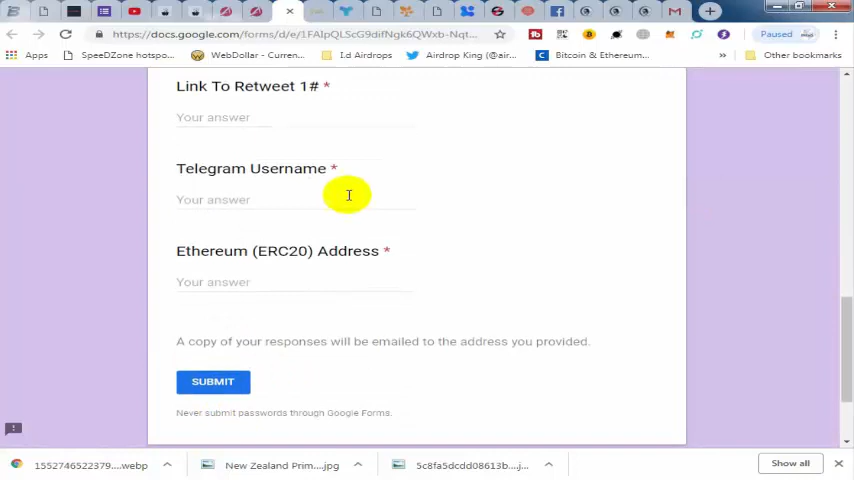 https://docs.google.com/forms/d/e/1FAIpQLScG9difNgk6QWxb-Nqt...
Paused
Apps
SpeeDZone hotspo...
WebDollar - Curren...
I.d Airdrops
Airdrop King (@air...
Bitcoin & Ethereum...
»
Other bookmarks
Link To Retweet 1# *
Your answer
Telegram Username *
Your answer
Ethereum (ERC20) Address *
Your answer
A copy of your responses will be emailed to the address you provided.
SUBMIT
Never submit passwords through Google Forms.
1552746522379....webp
New Zealand Prim....jpg
5c8fa5dcdd08613b...j...
Show all